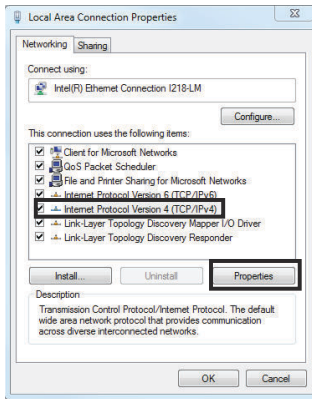 Local Area Connection Properties
Networking Sharing
Connect using:
Intel(R) Ethernet Connection I218-LM
Configure...
This connection uses the following items:
Client for Microsoft Networks
QoS Packet Scheduler
File and Printer Sharing for Microsoft Networks
Internet Protocol Version 6 (TCP/IPv6)
Internet Protocol Version 4 (TCP/IPv4)
Link-Layer Topology Discovery Mapper I/O Driver
Link-Layer Topology Discovery Responder
Install... Uninstall Properties
Description
Transmission Control Protocol/Internet Protocol. The default
wide area network protocol that provides communication
across diverse interconnected networks.
OK Cancel